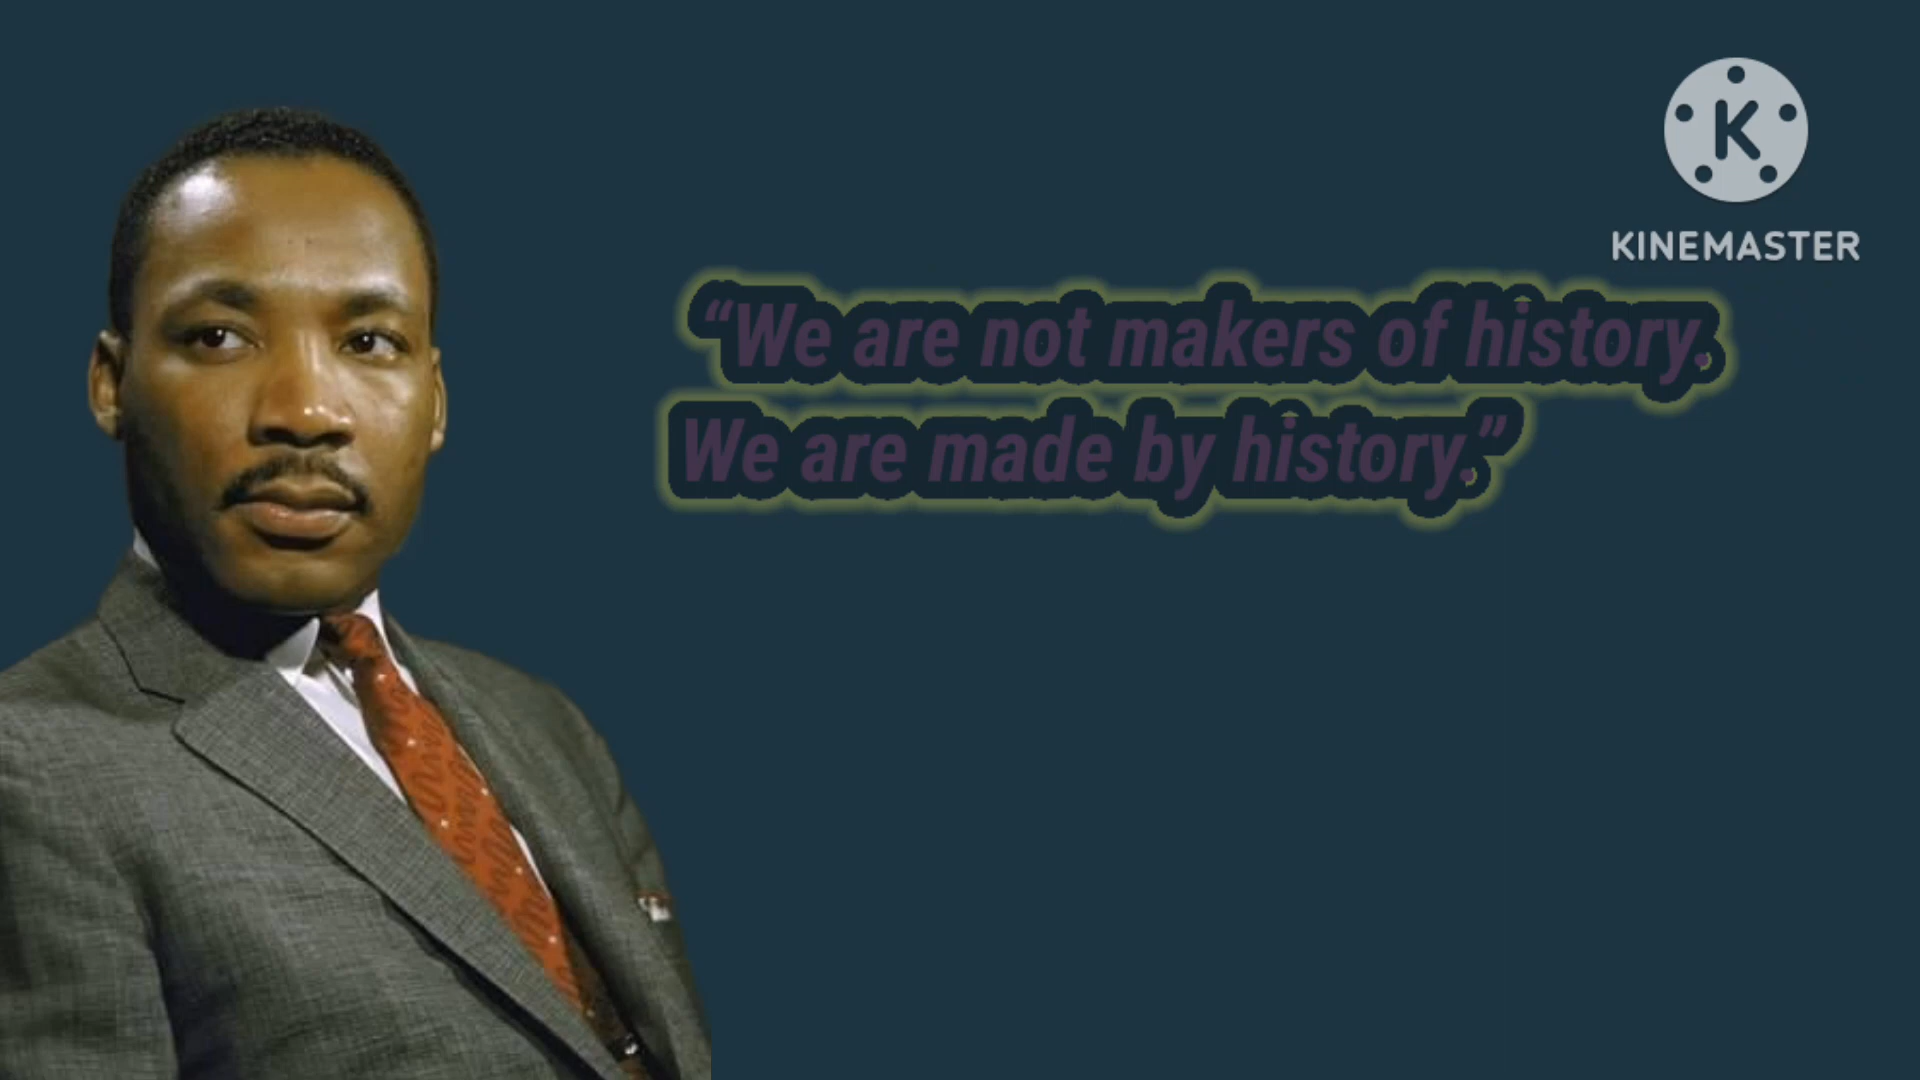 K
KINEMASTER
“We are not makers of history.
We are made by history.”